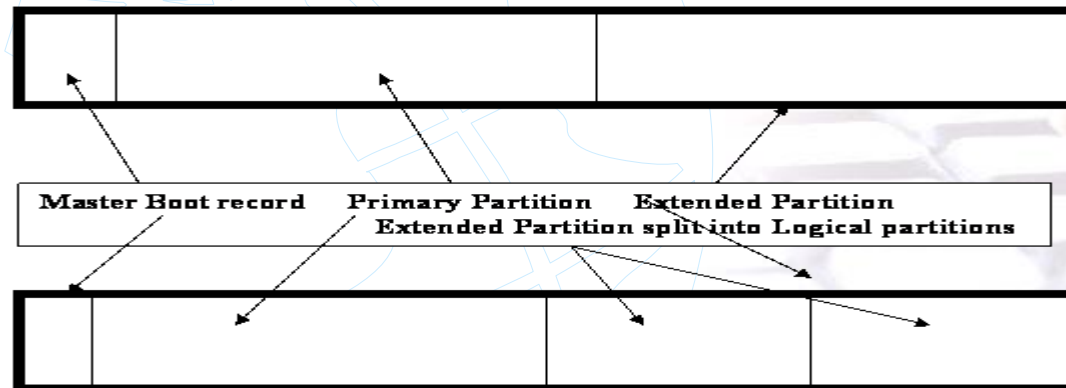 Master Boot record Primary Partition Extended Partition
Extended Partition split into Logical partitions